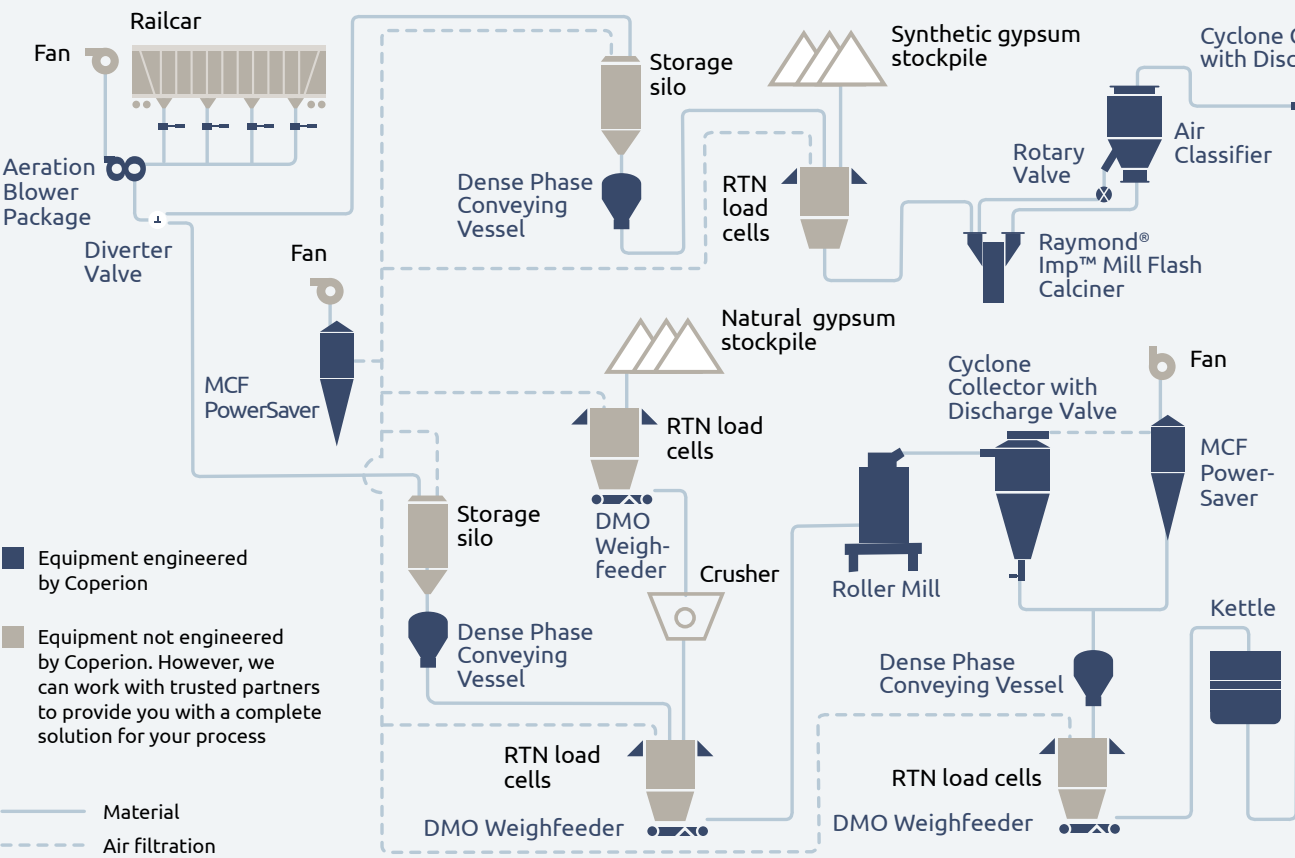 Railcar
Fan
Aeration
Blower
Package
Diverter
Valve
Storage
silo
Dense Phase
Conveying
Vessel
Synthetic gypsum
stockpile
RTN
load
cells
Cyclone
with
Air
Classifier
Rotary
Valve
Raymond®
Imp™ Mill Flash
Calciner
Fan
MCF
PowerSaver
Natural gypsum
stockpile
RTN load
cells
DMO
Weigh-
feeder
Crusher
Storage
silo
Dense Phase
Conveying
Vessel
RTN load
cells
DMO Weighfeeder
Cyclone
Collector with
Discharge Valve
Fan
MCF
Power-
Saver
Roller Mill
Dense Phase
Conveying Vessel
RTN load cells
DMO Weighfeeder
Kettle
Equipment engineered
by Coperion
Equipment not engineered
by Coperion. However, we
can work with trusted partners
to provide you with a complete
solution for your process
Material
Air filtration